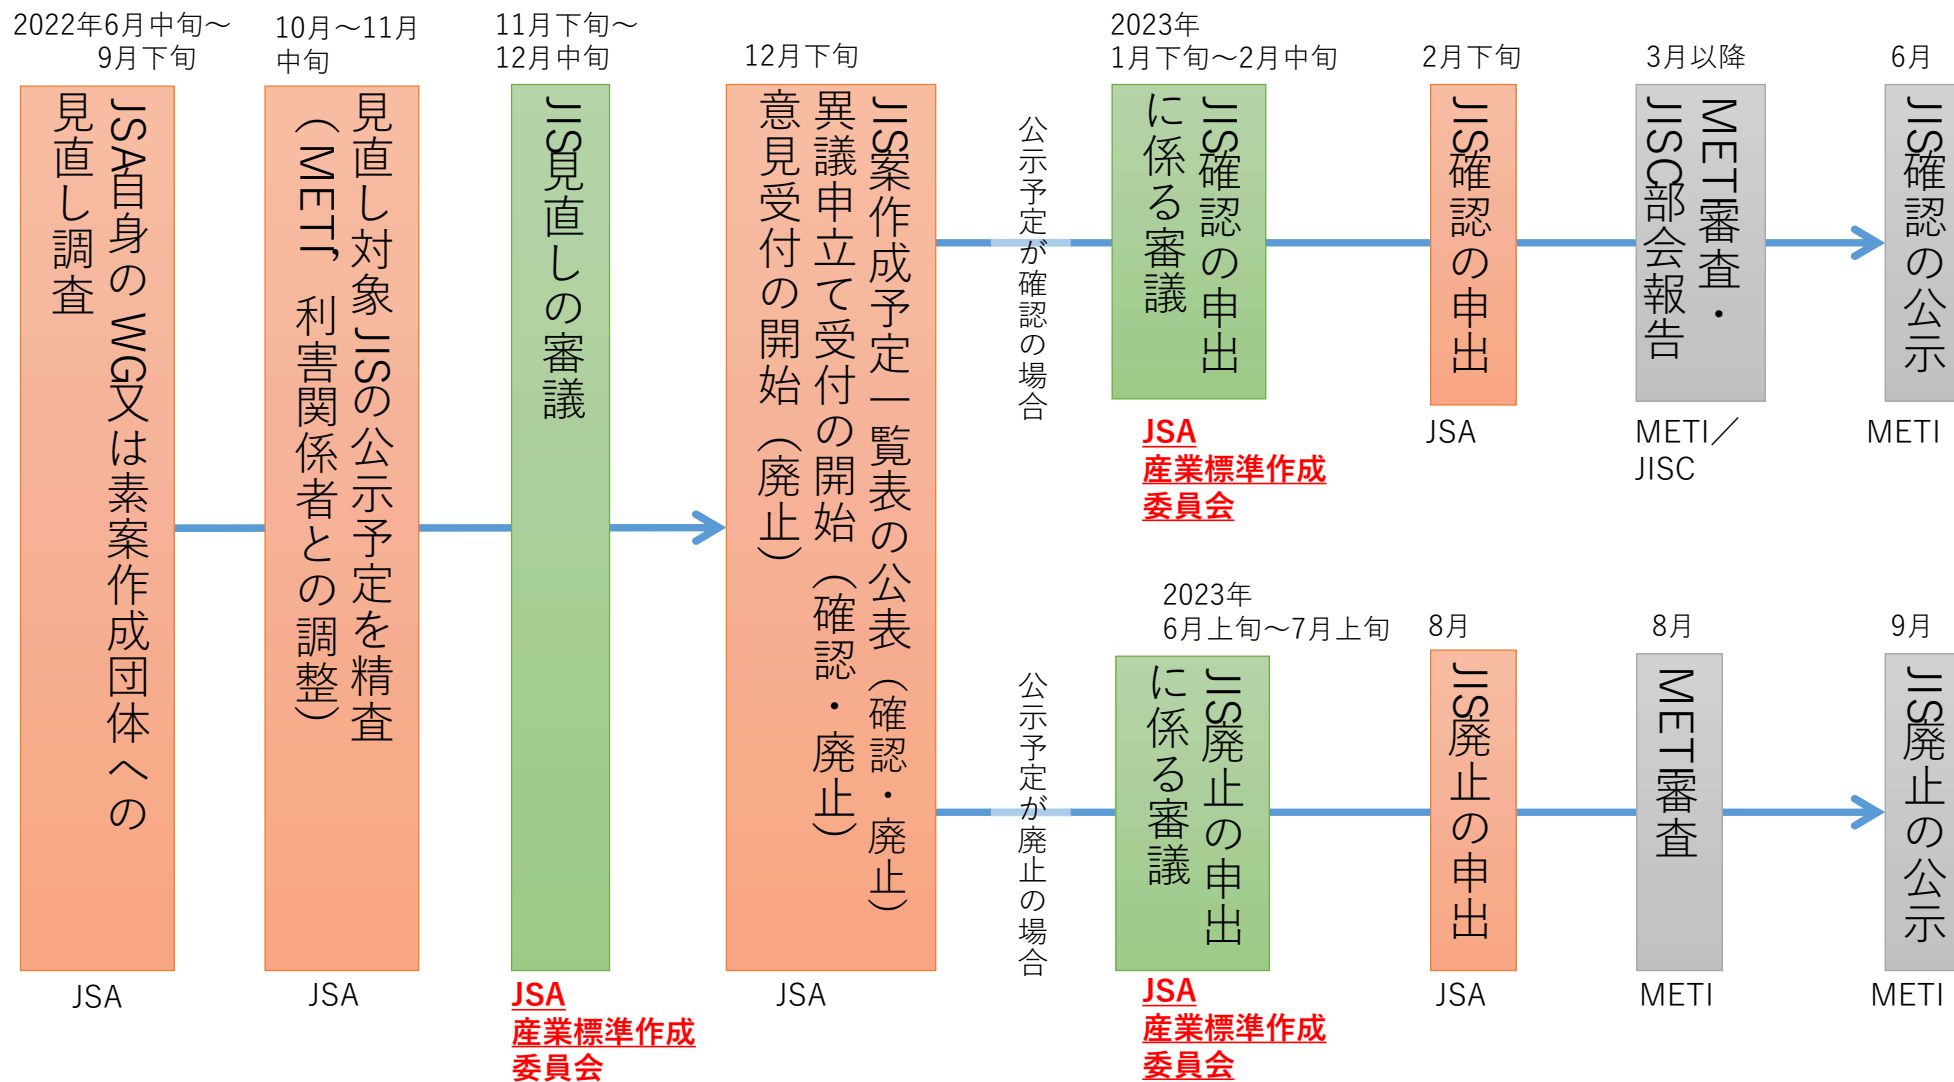 2022年6月中旬～
9月下旬
JSA自身のWG又は素案作成団体への
見直し調査
JSA
10月～11月
中旬
見直し対象JISの公示予定を精査
（METI，利害関係者との調整）
JSA
11月下旬～
12月中旬
JIS見直しの審議
JSA
産業標準作成
委員会
12月下旬
JIS案作成予定一覧表の公表（確認・廃止）
異議申立て受付の開始（確認・廃止）
意見受付の開始（廃止）
JSA
公示予定が確認の場合
2023年
1月下旬～2月中旬
JIS確認の申出
に係る審議
JSA
産業標準作成
委員会
2月下旬
JIS確認の申出
JSA
3月以降
METI審査・
JISC部会報告
METI／
JISC
6月
JIS確認の公示
METI
公示予定が廃止の場合
2023年
6月上旬～7月上旬
JIS廃止の申出
に係る審議
JSA
産業標準作成
委員会
8月
JIS廃止の申出
JSA
8月
METI審査
METI
9月
JIS廃止の公示
METI